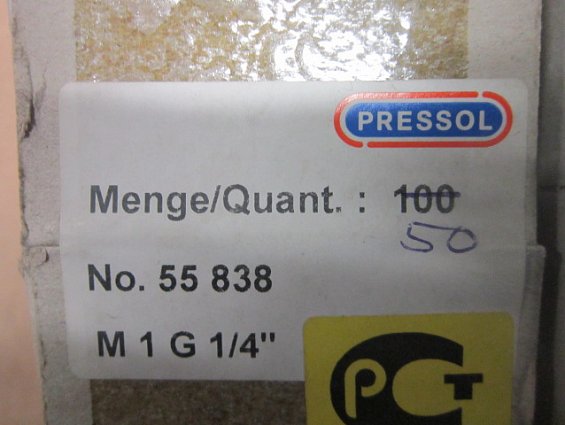 PRESSOL
Menge/Quant. : 100
50
No. 55 838
M 1 G 1/4"
PCT